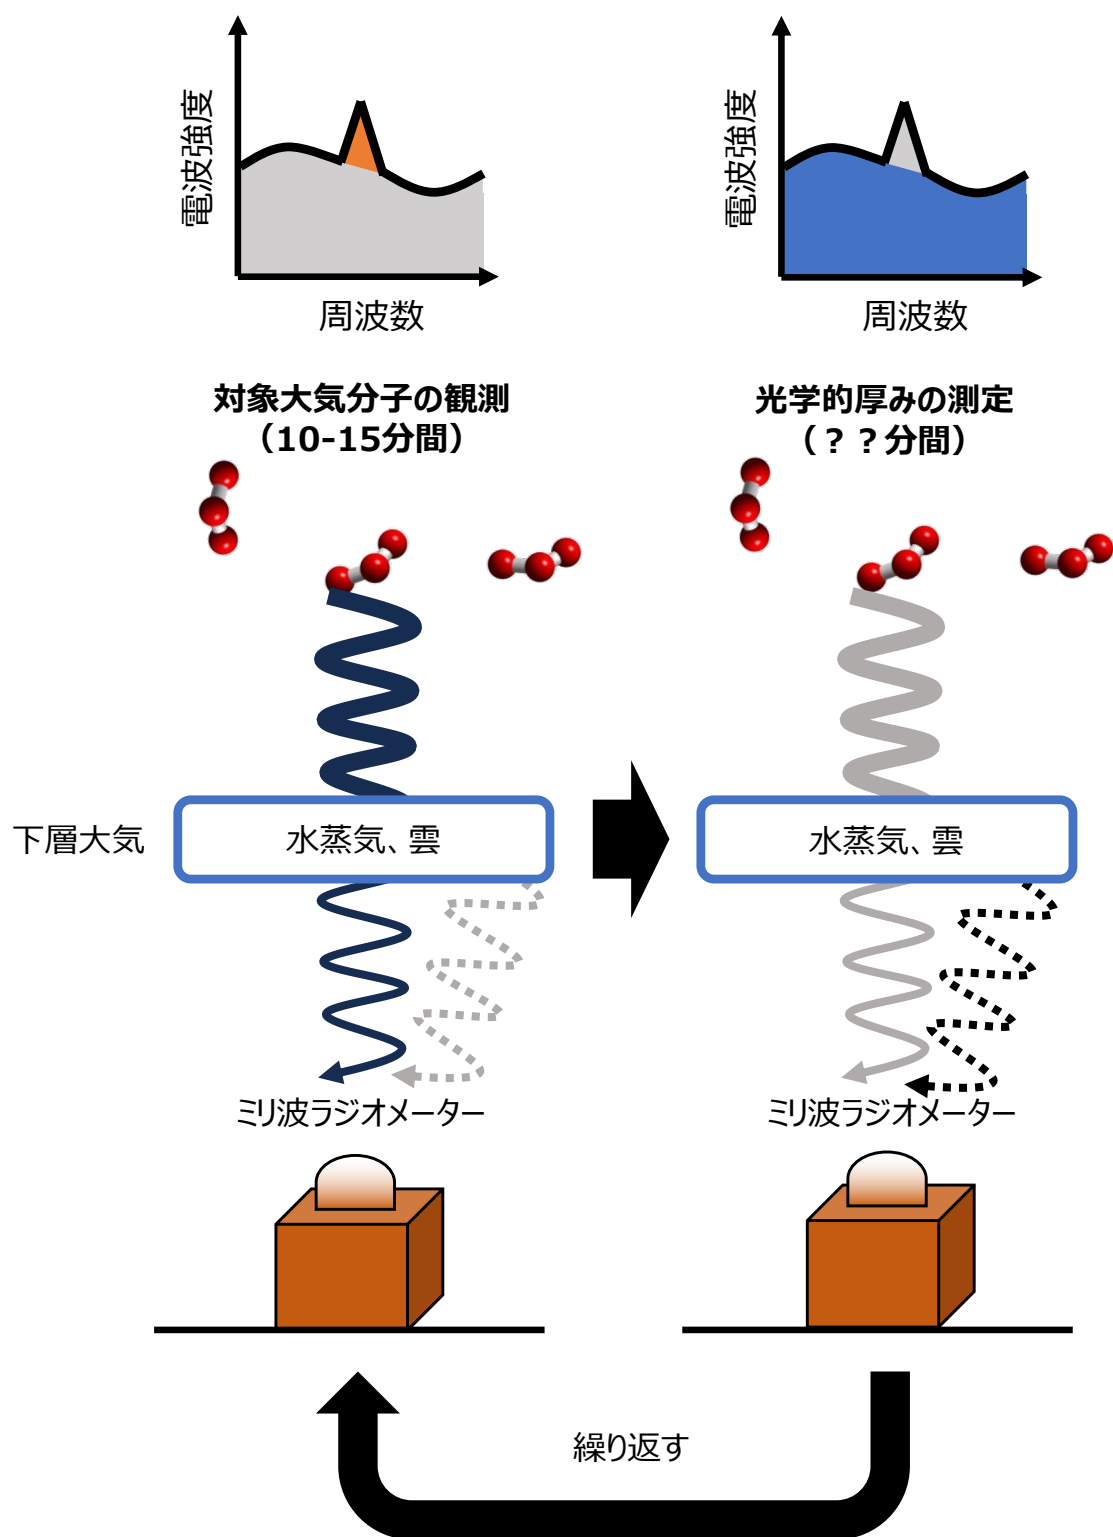 電波強度
電波強度
周波数
周波数
対象大気分子の観測
(10-15分間)
光学的厚みの測定
(？？分間)
下層大気
水蒸気、雲
水蒸気、雲
ミリ波ラジオメーター
ミリ波ラジオメーター
繰り返す